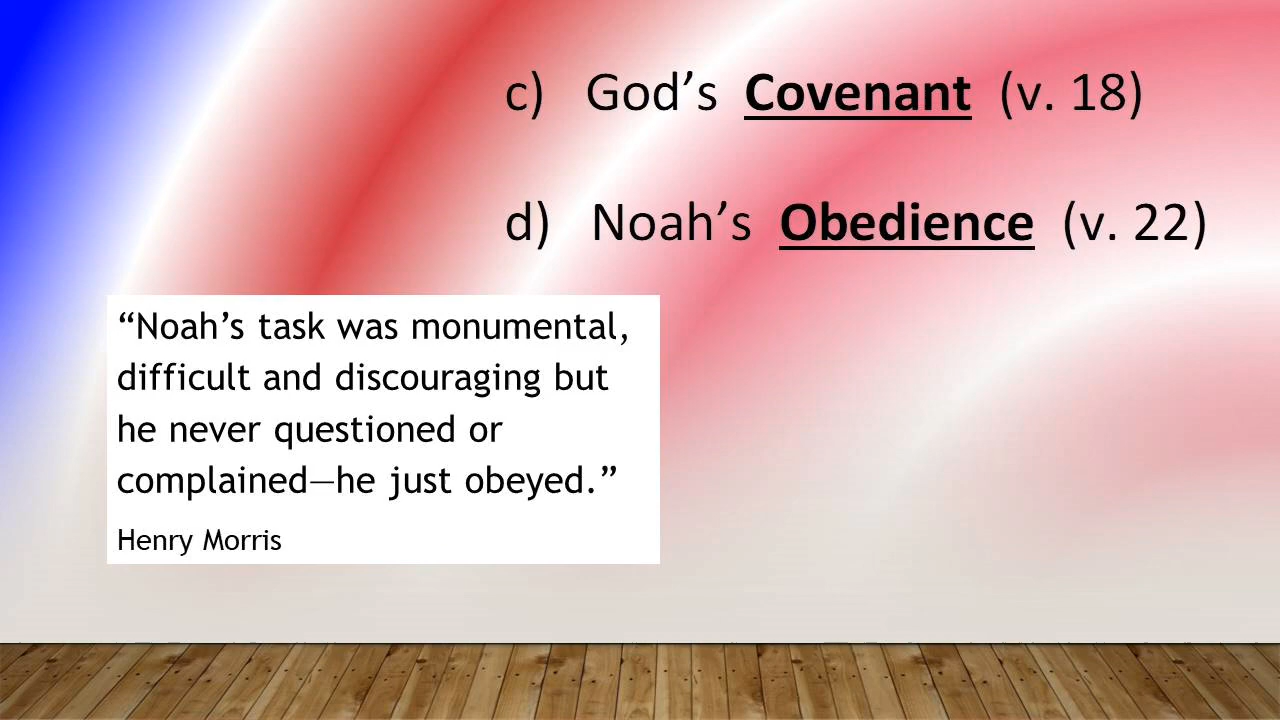 c) God’s Covenant (v. 18)
d) Noah’s Obedience (v. 22)
“Noah’s task was monumental,
difficult and discouraging but
he never questioned or
complained—he just obeyed.”
Henry Morris